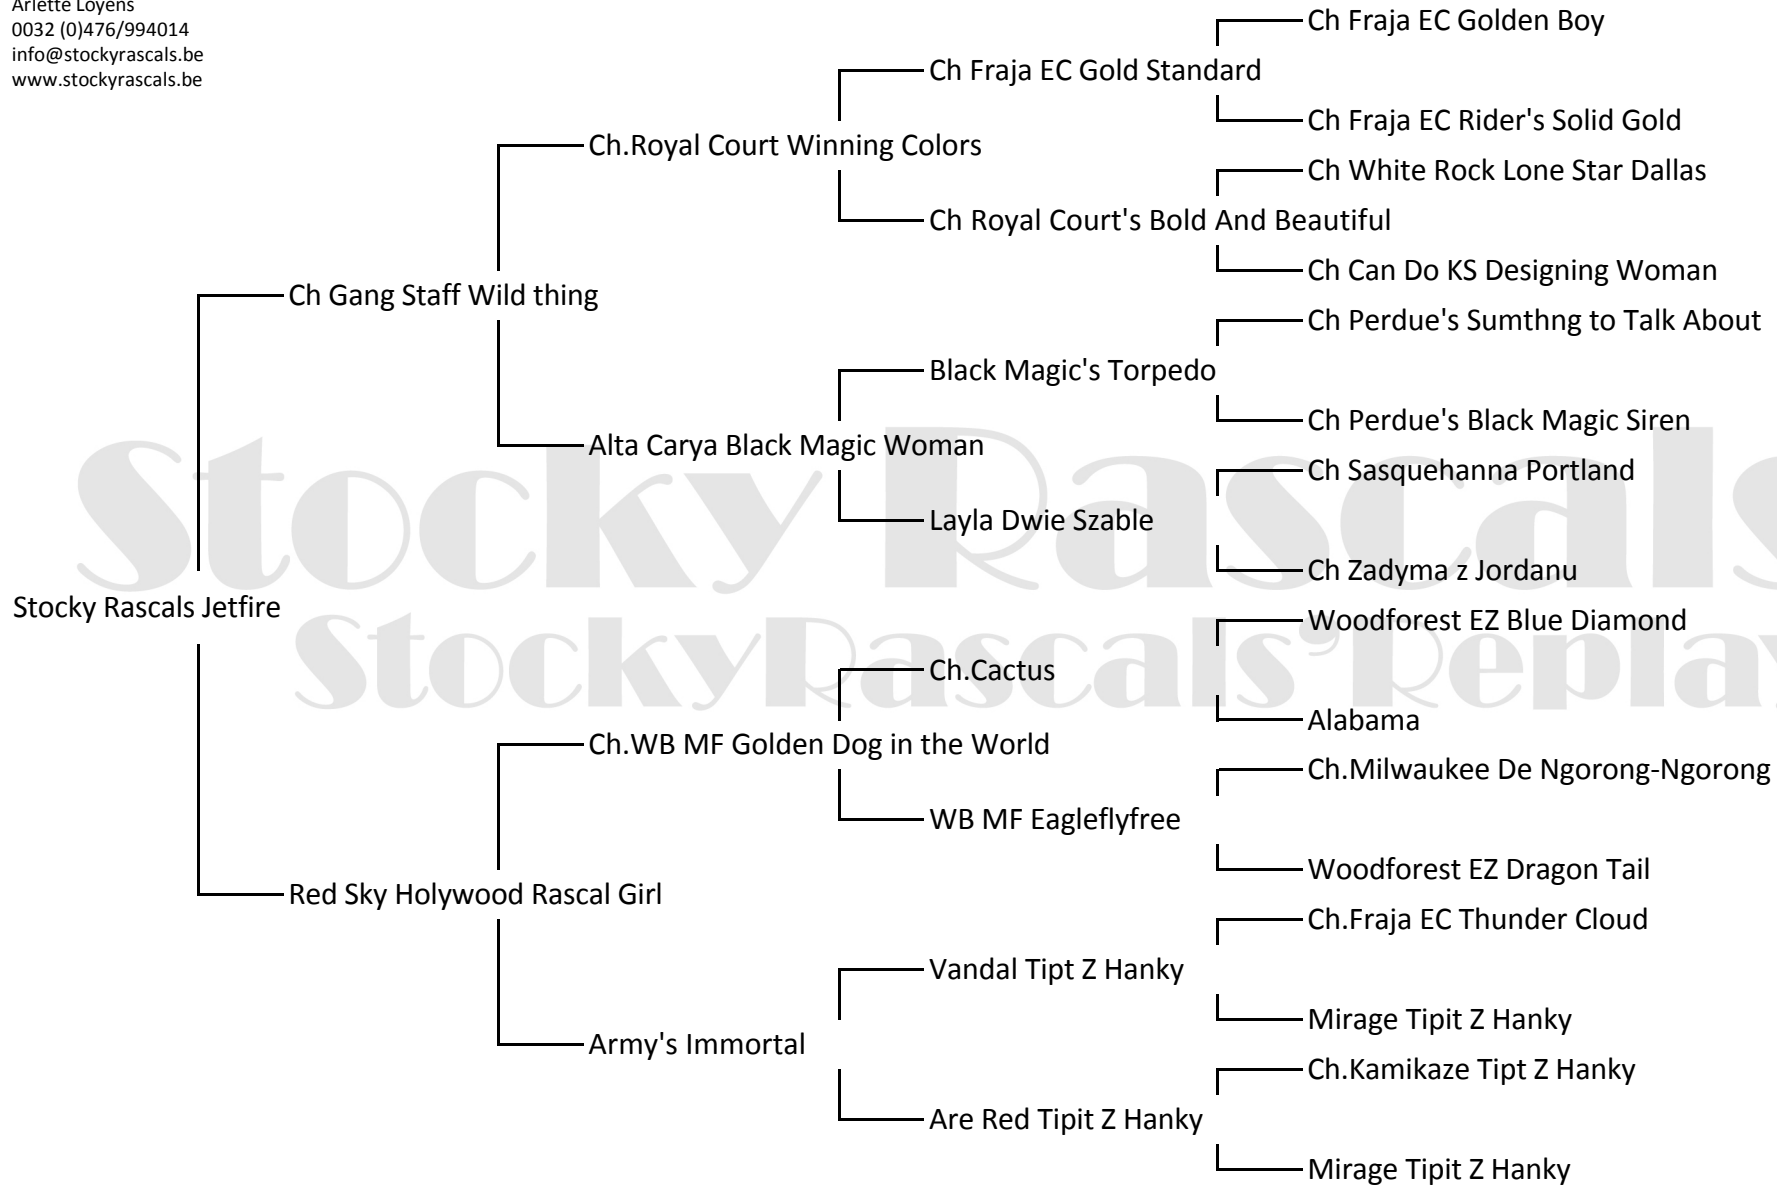 Arlette Loyens
0032 (0)476/994014
info@stockyrascals.be
www.stockyrascals.be
Ch Fraja EC Golden Boy
Ch Fraja EC Gold Standard
Ch Fraja EC Rider's Solid Gold
Ch.Royal Court Winning Colors
Ch White Rock Lone Star Dallas
Ch Royal Court's Bold And Beautiful
Ch Can Do KS Designing Woman
Ch Gang Staff Wild thing
Ch Perdue's Sumthng to Talk About
Black Magic's Torpedo
Ch Perdue's Black Magic Siren
Alta Carya Black Magic Woman
Ch Sasquehanna Portland
Layla Dwie Szable
Ch Zadyma z Jordanu
Stocky Rascals
Stocky Rascals Jetfire
StockyRascals' Replay
Woodforest EZ Blue Diamond
Ch.Cactus
Alabama
Ch.WB MF Golden Dog in the World
Ch.Milwaukee De Ngorong-Ngorong
WB MF Eagleflyfree
Woodforest EZ Dragon Tail
Red Sky Holywood Rascal Girl
Ch.Fraja EC Thunder Cloud
Vandal Tipt Z Hanky
Mirage Tipit Z Hanky
Army's Immortal
Ch.Kamikaze Tipt Z Hanky
Are Red Tipit Z Hanky
Mirage Tipit Z Hanky